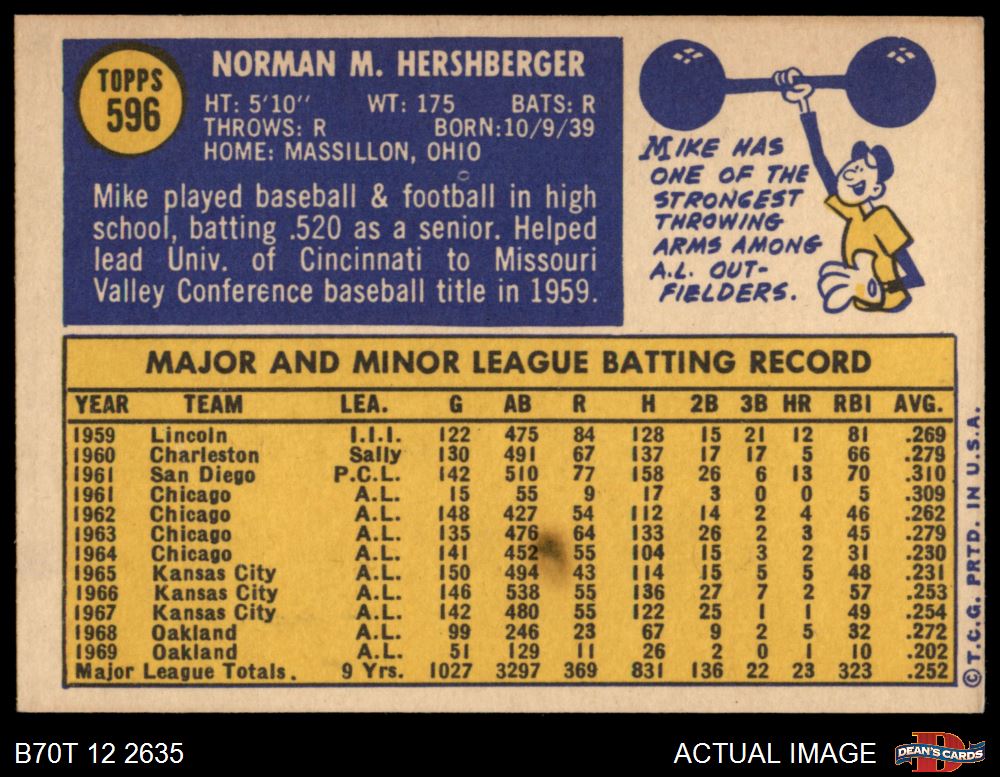 TOPPS
596
NORMAN M. HERSHBERGER
HT: 5'10" WT: 175 BATS: R
THROWS: R BORN:10/9/39
HOME: MASSILLON, OHIO
Mike played baseball & football in high
school, batting .520 as a senior. Helped
lead Univ. of Cincinnati to Missouri
Valley Conference baseball title in 1959.
MIKE HAS
ONE OF THE
STRONGEST
THROWING
ARMS AMONG
A.L. OUT-
FIELDERS.
MAJOR AND MINOR LEAGUE BATTING RECORD
YEAR TEAM LEA. G AB R H 2B 3B HR RBI AVG.
1959 Lincoln I.I.I. 122 475 84 128 15 21 12 81 .269
1960 Charleston Sally 130 491 67 137 17 17 5 66 .279
1961 San Diego P.C.L. 142 510 77 158 26 6 13 70 .310
1961 Chicago A.L. 15 55 9 17 3 0 0 5 .309
1962 Chicago A.L. 148 427 54 112 14 2 4 46 .262
1963 Chicago A.L. 135 476 64 133 26 2 3 45 .279
1964 Chicago A.L. 141 452 55 104 15 3 2 31 .230
1965 Kansas City A.L. 150 494 43 114 15 5 5 48 .231
1966 Kansas City A.L. 146 538 55 136 27 7 2 57 .253
1967 Kansas City A.L. 142 480 55 122 25 1 1 49 .254
1968 Oakland A.L. 99 246 23 67 9 2 5 32 .272
1969 Oakland A.L. 51 129 11 26 2 0 1 10 .202
Major League Totals. 9 Yrs. 1027 3297 369 831 136 22 23 323 .252
©T.C.G. PRTD. IN U.S.A.
B70T 12 2635
ACTUAL IMAGE
D
DEAN'S CARDS